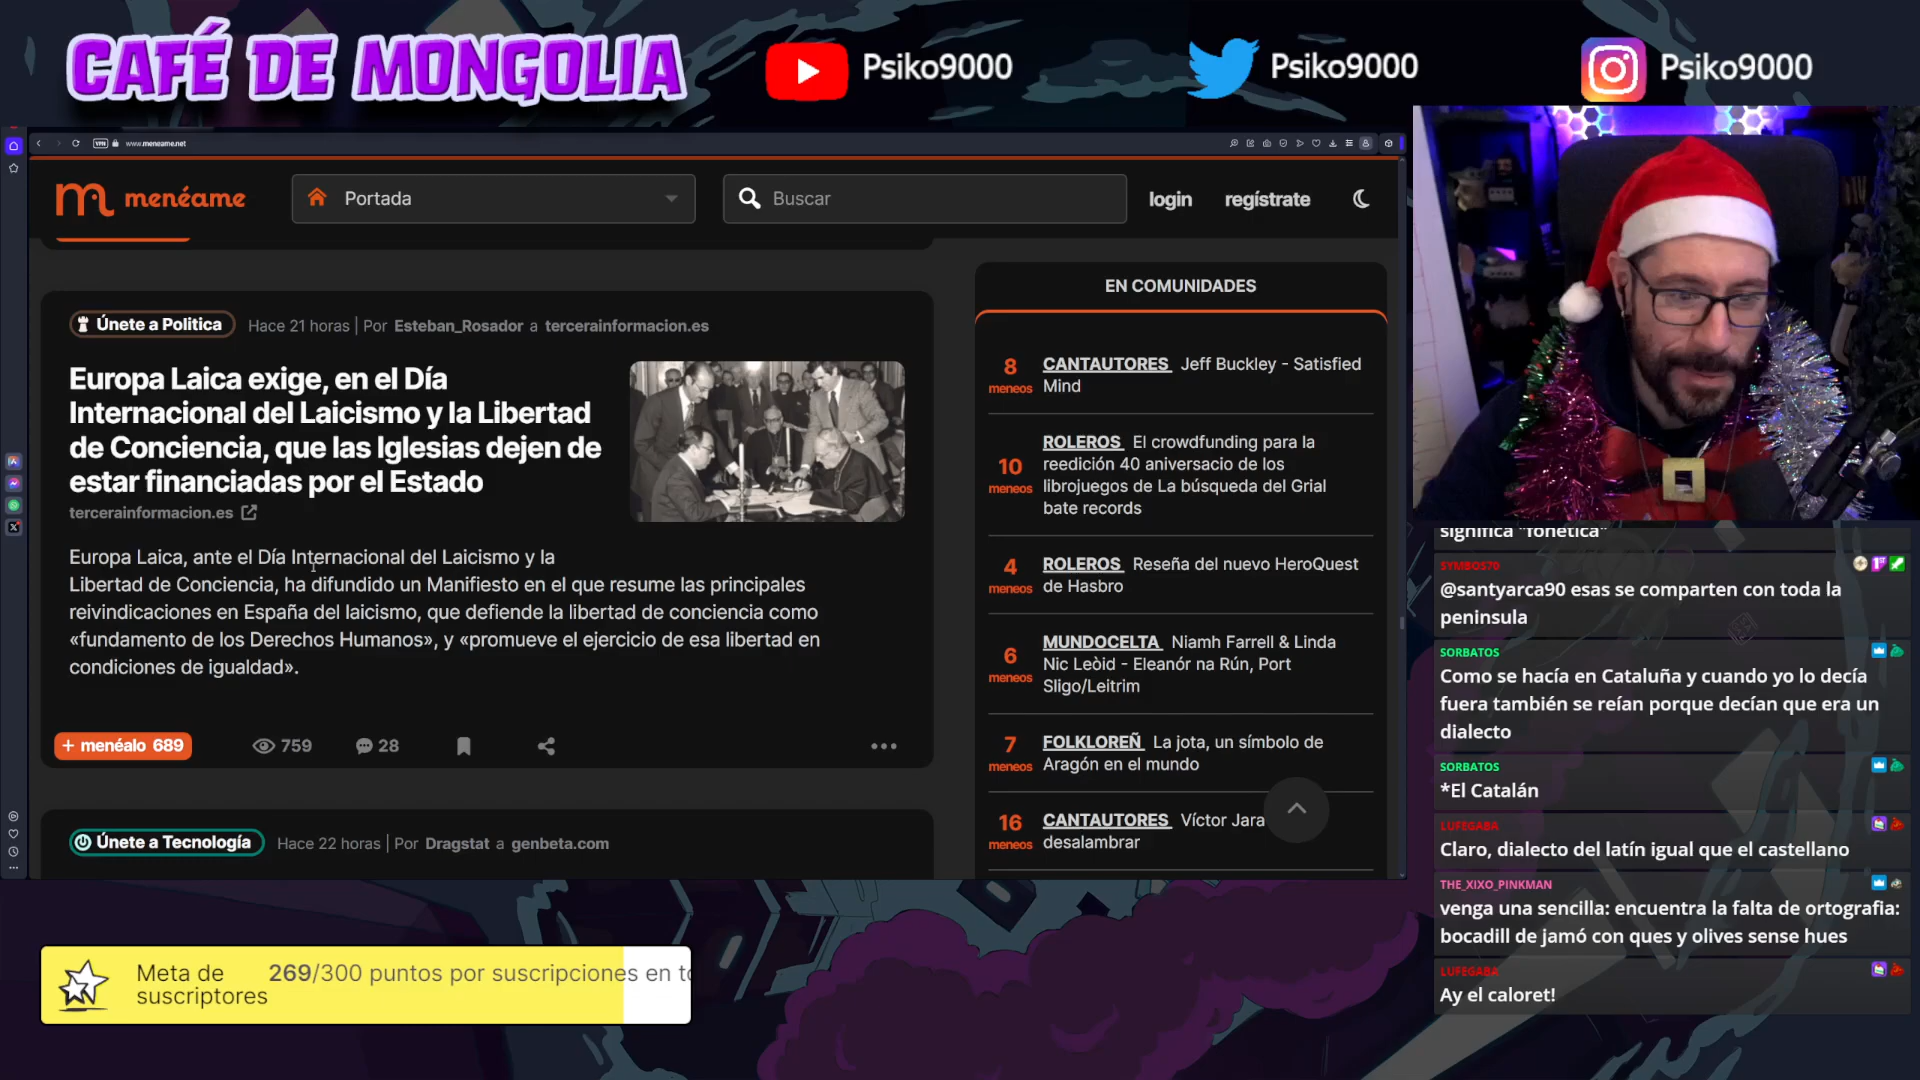 CAFÉ DE MONGOLIA
Psiko9000
Psiko9000
Psiko9000
VPN
www.meneame.net
menéame
Portada
Buscar
login
regístrate
Únete a Politica
Hace 21 horas | Por Esteban_Rosador a tercerainformacion.es
Europa Laica exige, en el Día
Internacional del Laicismo y la Libertad
de Conciencia, que las Iglesias dejen de
estar financiadas por el Estado
tercerainformacion.es
Europa Laica, ante el Día Internacional del Laicismo y la
Libertad de Conciencia, ha difundido un Manifiesto en el que resume las principales
reivindicaciones en España del laicismo, que defiende la libertad de conciencia como
«fundamento de los Derechos Humanos», y «promueve el ejercicio de esa libertad en
condiciones de igualdad».
+ menéalo 689
759
28
Únete a Tecnología
Hace 22 horas | Por Dragstat a genbeta.com
EN COMUNIDADES
8 meneos
CANTAUTORES Jeff Buckley - Satisfied
Mind
10 meneos
ROLEROS El crowdfunding para la
reedición 40 aniversacio de los
librojuegos de La búsqueda del Grial
bate records
4 meneos
ROLEROS Reseña del nuevo HeroQuest
de Hasbro
6 meneos
MUNDOCELTA Niamh Farrell & Linda
Nic Leòid - Eleanór na Rún, Port
Sligo/Leitrim
7 meneos
FOLKLOREÑ La jota, un símbolo de
Aragón en el mundo
16 meneos
CANTAUTORES Víctor Jara
desalambrar
significa "fonetica"
SYMBOS70
@santyarca90 esas se comparten con toda la
peninsula
SORBATOS
Como se hacía en Cataluña y cuando yo lo decía
fuera también se reían porque decían que era un
dialecto
SORBATOS
*El Catalán
LUFEGABA
Claro, dialecto del latín igual que el castellano
THE_XIXO_PINKMAN
venga una sencilla: encuentra la falta de ortografia:
bocadill de jamó con ques y olives sense hues
LUFEGABA
Ay el caloret!
Meta de
suscriptores
269/300 puntos por suscripciones en to